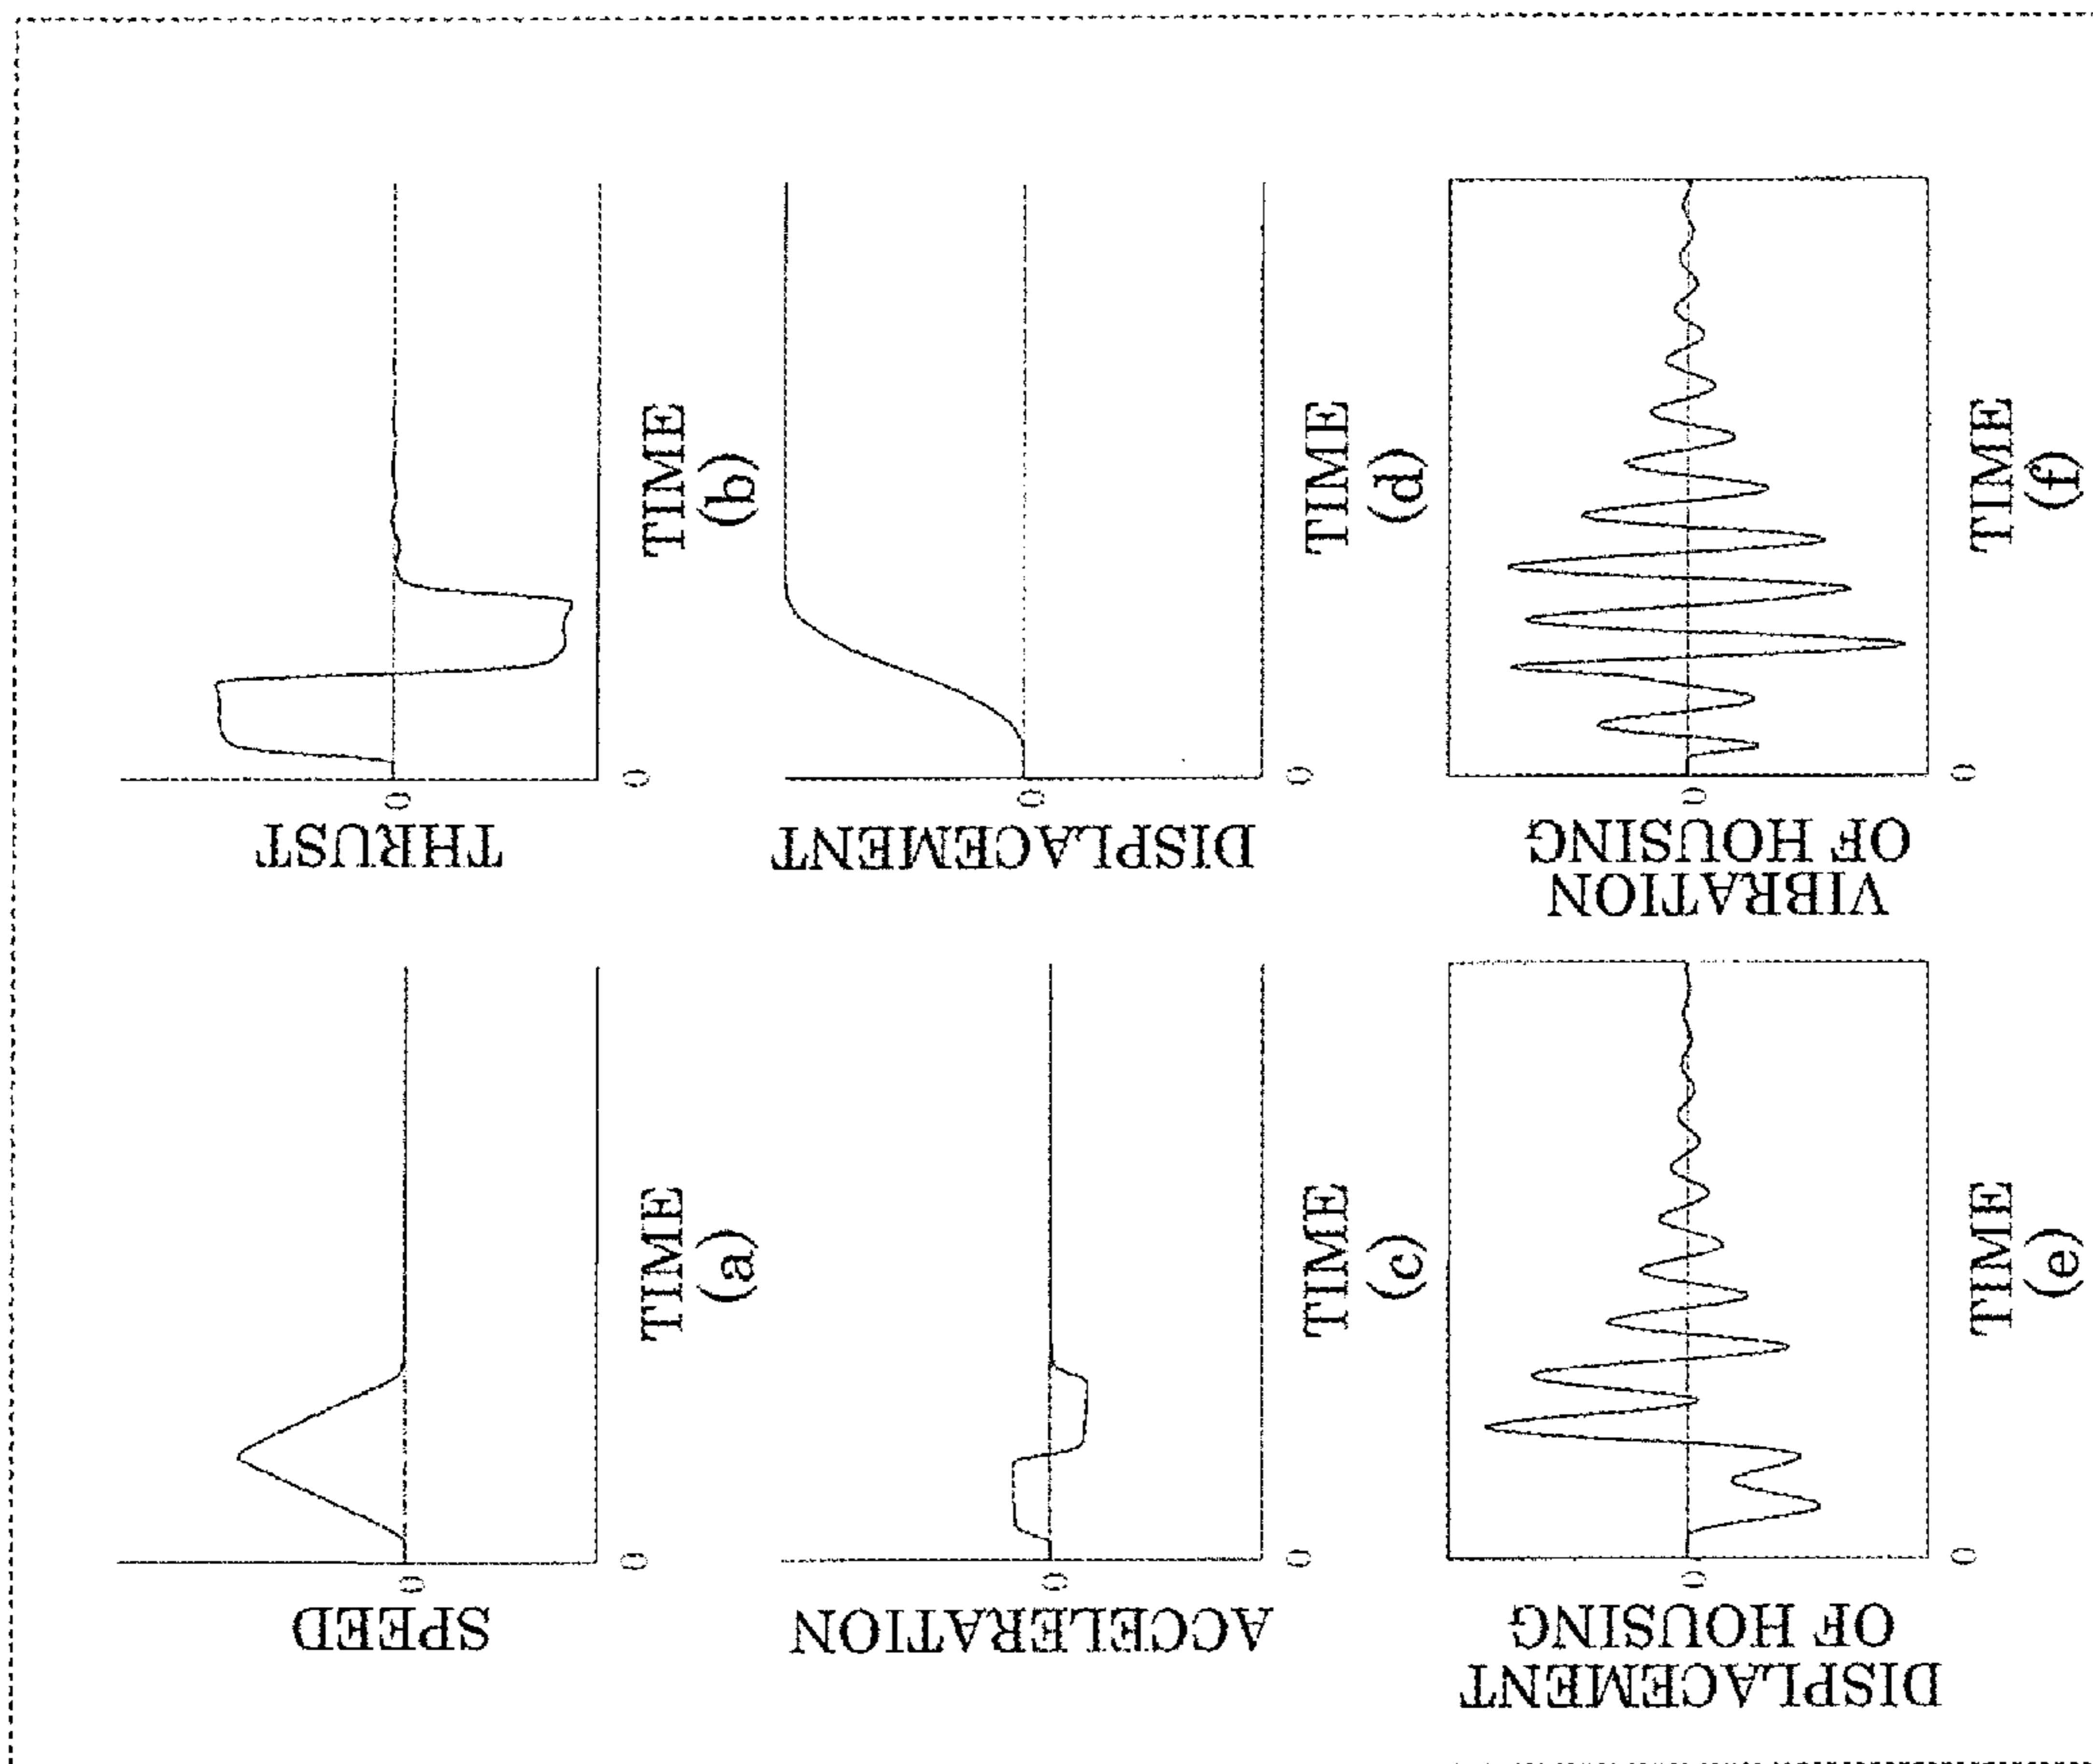 SPEED
0
0
TIME
(a)
THRUST
0
0
TIME
(b)
ACCELERATION
0
0
TIME
(c)
DISPLACEMENT
0
0
TIME
(d)
DISPLACEMENT
OF HOUSING
0
0
TIME
(e)
VIBRATION
OF HOUSING
0
0
TIME
(f)